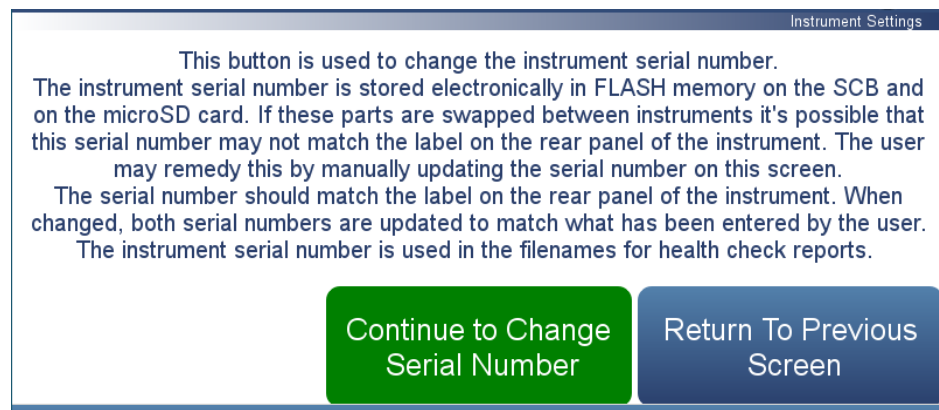 Instrument Settings
This button is used to change the instrument serial number.
The instrument serial number is stored electronically in FLASH memory on the SCB and
on the microSD card. If these parts are swapped between instruments it's possible that
this serial number may not match the label on the rear panel of the instrument. The user
may remedy this by manually updating the serial number on this screen.
The serial number should match the label on the rear panel of the instrument. When
changed, both serial numbers are updated to match what has been entered by the user.
The instrument serial number is used in the filenames for health check reports.
Continue to Change
Serial Number
Return To Previous
Screen